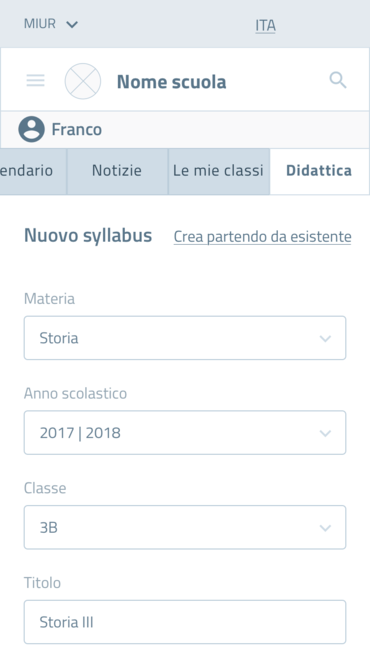 MIUR ITA
Nome scuola
Franco
endario Notizie Le mie classi Didattica
Nuovo syllabus Crea partendo da esistente
Materia
Storia
Anno scolastico
2017 | 2018
Classe
3B
Titolo
Storia III